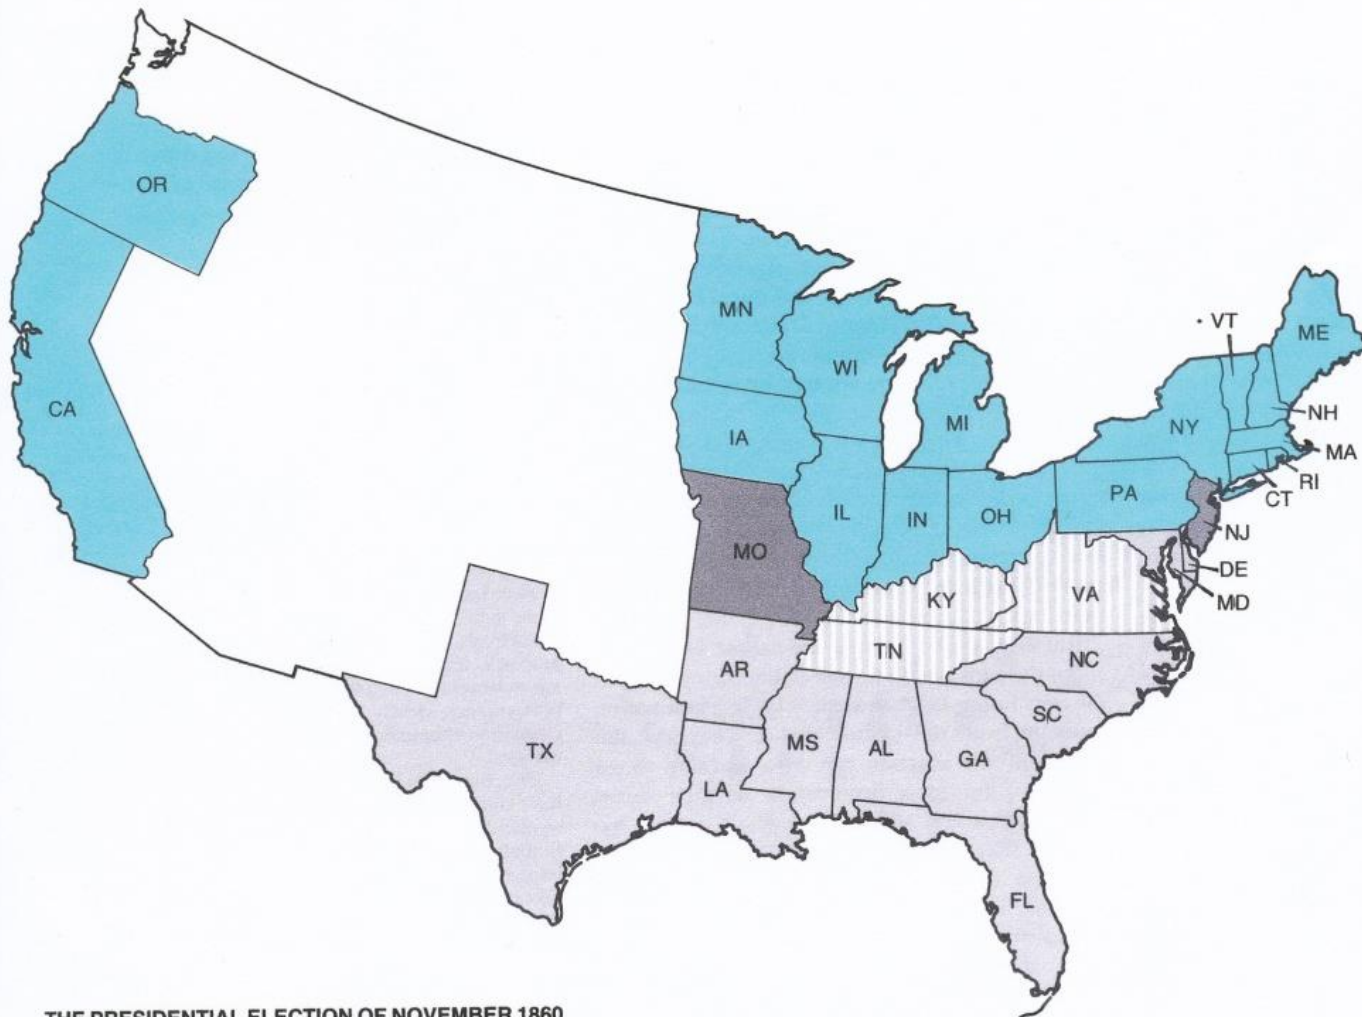 OR
MN
VT
ME
WI
CA
NH
MI
NY
IA
MA
RI
PA
CT
IL
IN
OH
NJ
MO
DE
KY
VA
MD
TN
NC
AR
SC
TX
MS
AL
GA
LA
FL
THE PRESIDENTIAL ELECTION OF NOVEMBER 1860